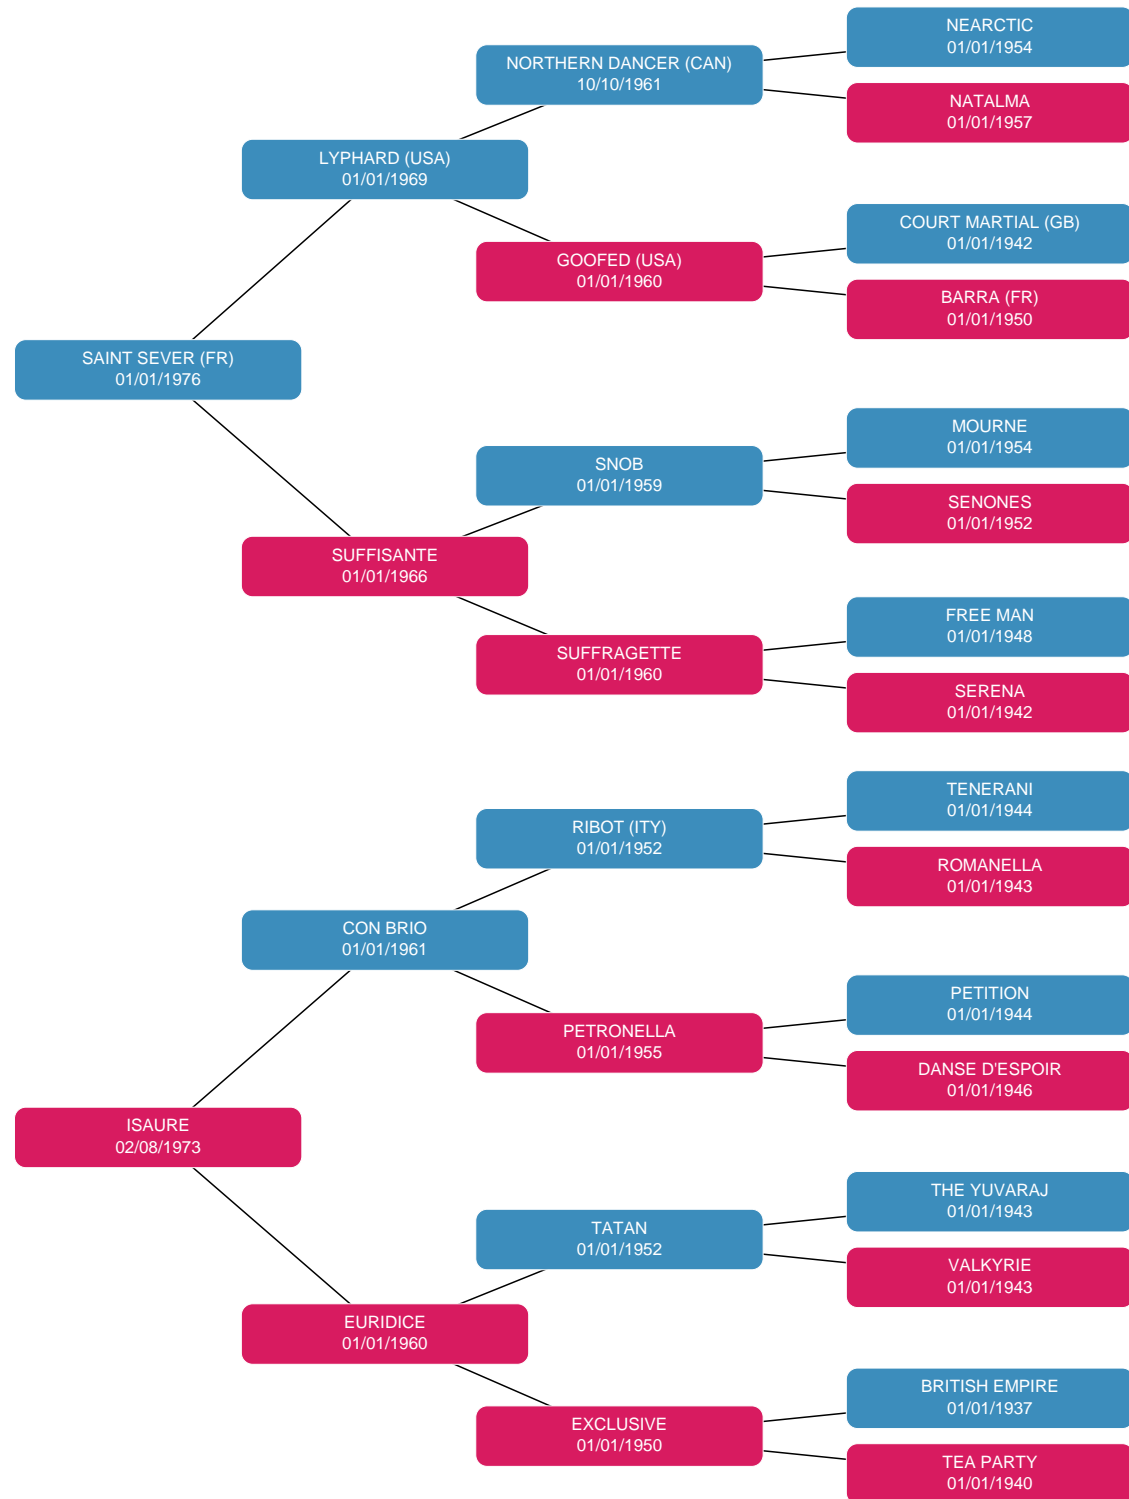 NEARCTIC
01/01/1954
NORTHERN DANCER (CAN)
10/10/1961
NATALMA
01/01/1957
LYPHARD (USA)
01/01/1969
COURT MARTIAL (GB)
01/01/1942
GOOFED (USA)
01/01/1960
BARRA (FR)
01/01/1950
SAINT SEVER (FR)
01/01/1976
MOURNE
01/01/1954
SNOB
01/01/1959
SENONES
01/01/1952
SUFFISANTE
01/01/1966
FREE MAN
01/01/1948
SUFFRAGETTE
01/01/1960
SERENA
01/01/1942
TENERANI
01/01/1944
RIBOT (ITY)
01/01/1952
ROMANELLA
01/01/1943
CON BRIO
01/01/1961
PETITION
01/01/1944
PETRONELLA
01/01/1955
DANSE D'ESPOIR
01/01/1946
ISAURE
02/08/1973
THE YUVARAJ
01/01/1943
TATAN
01/01/1952
VALKYRIE
01/01/1943
EURIDICE
01/01/1960
BRITISH EMPIRE
01/01/1937
EXCLUSIVE
01/01/1950
TEA PARTY
01/01/1940